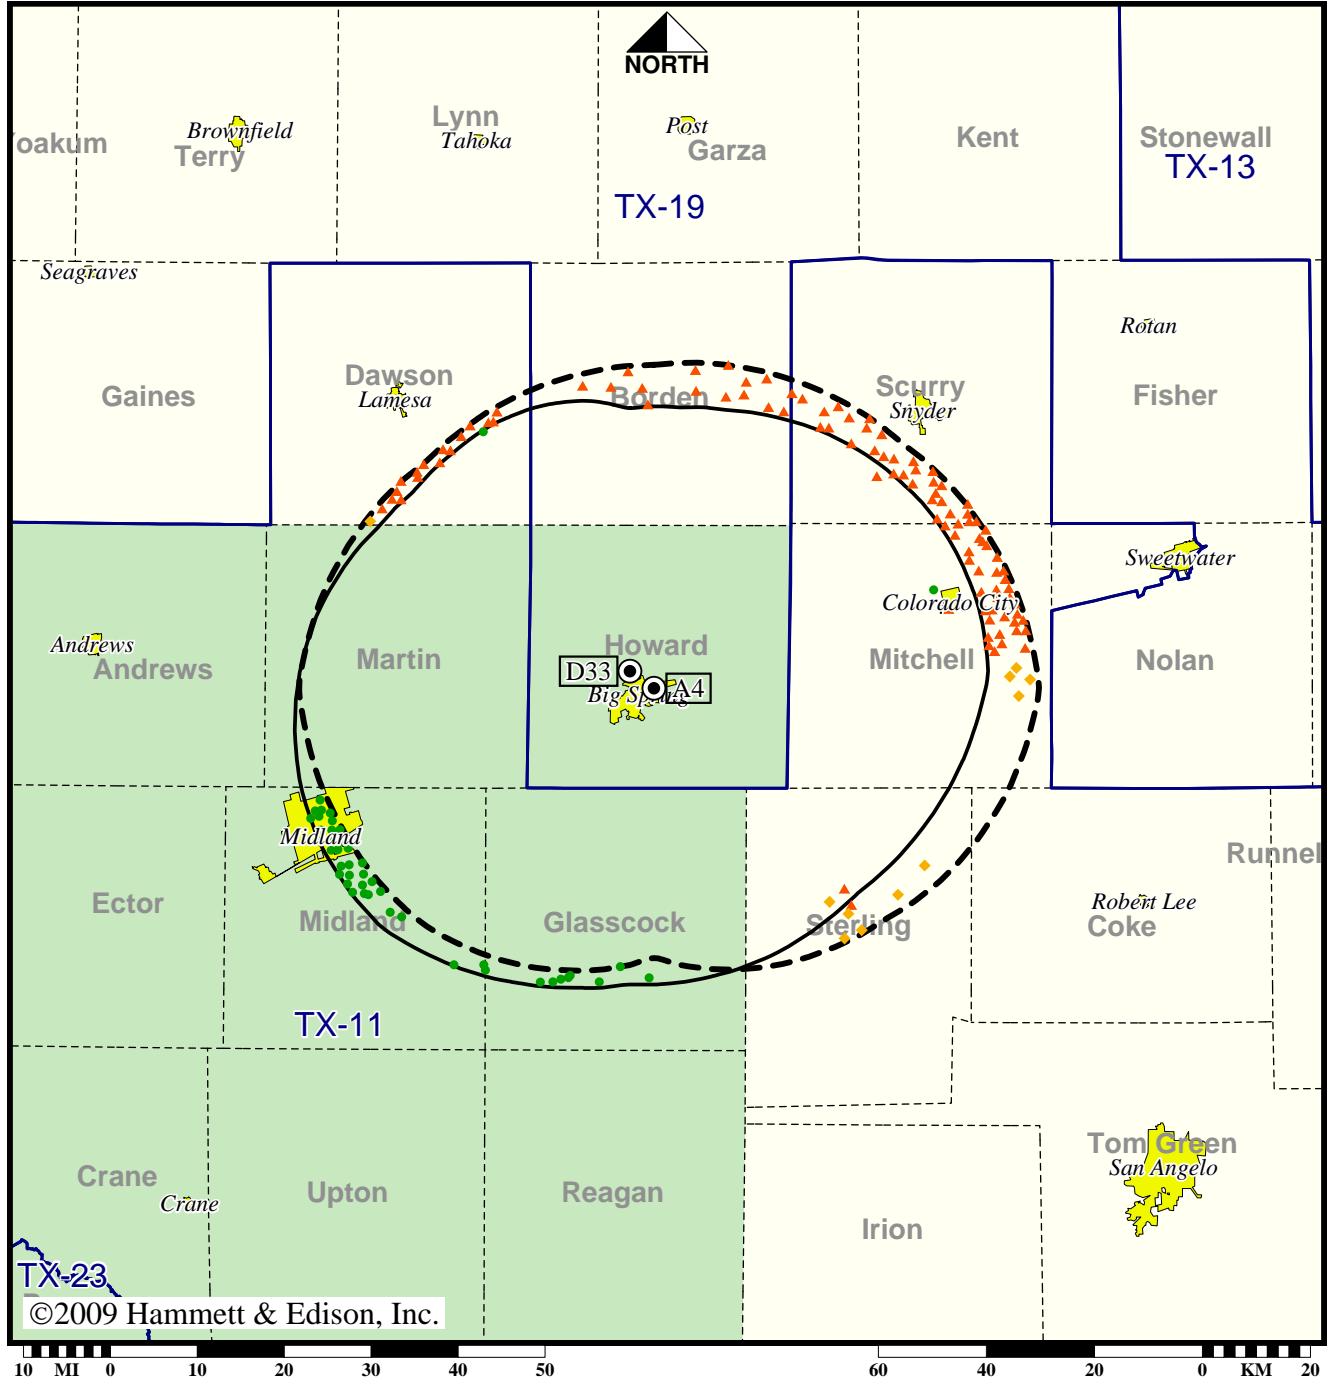 NORTH
Lynn
Brownfield
Post
Tahoka
oakum
Terry
Garza
Kent
Stonewall
TX-13
TX-19
Seagraves
Rotan
Dawson
Scurry
Gaines
Lamesa
Borden
Snyder
Fisher
Sweetwater
Colorado City
Andrews
Andrews
Martin
Howard
Mitchell
Nolan
D33
Big Spring
A4
Midland
Runnel
Ector
Midland
Glasscock
Sterling
Robert Lee
Coke
TX-11
Tom Green
San Angelo
Crane
Crane
Upton
Reagan
Irion
TX-23
©2009 Hammett & Edison, Inc.
10 MI 0 10 20 30 40 50 60 40 20 0 KM 20